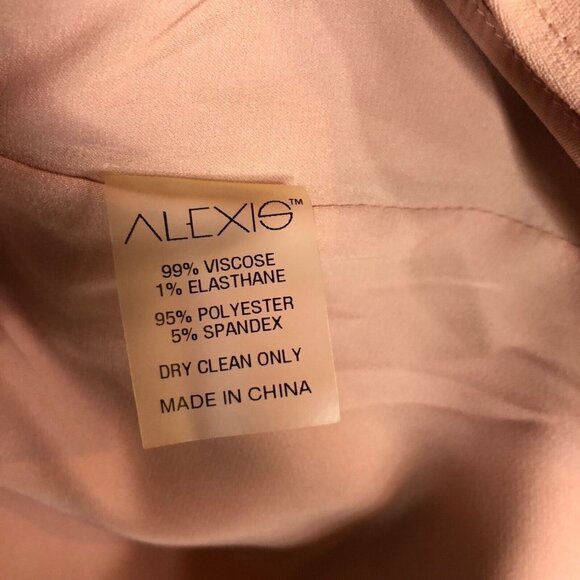 ALEXIS™
99% VISCOSE
1% ELASTHANE
95% POLYESTER
5% SPANDEX
DRY CLEAN ONLY
MADE IN CHINA